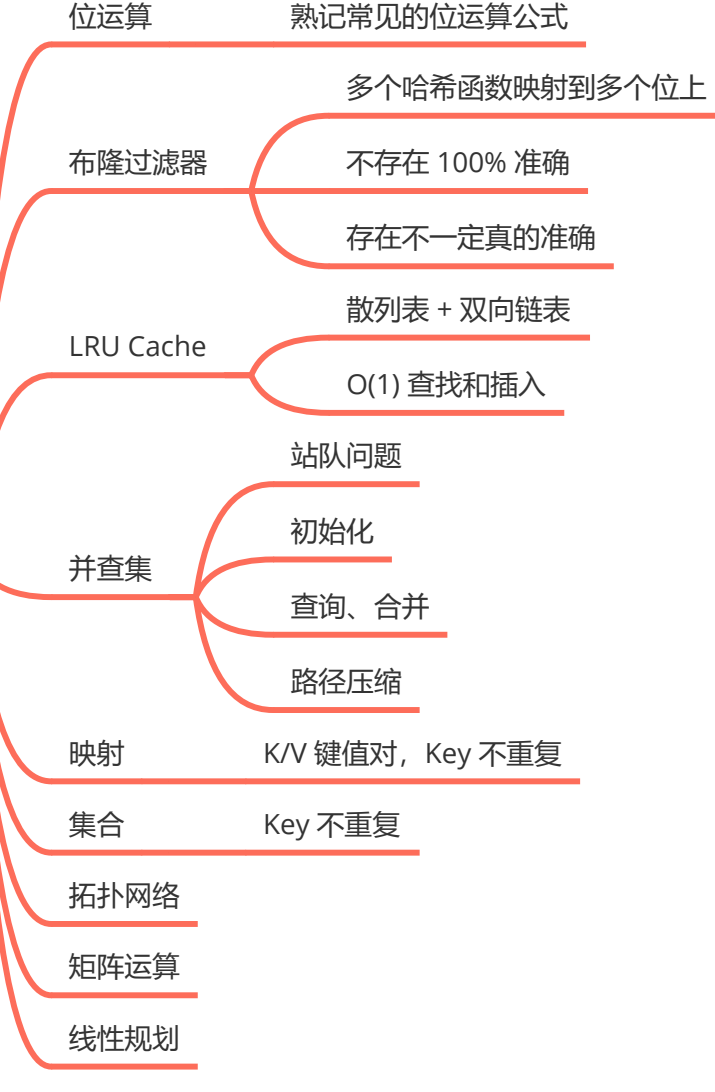 位运算
熟记常见的位运算公式
布隆过滤器
多个哈希函数映射到多个位上
不存在 100% 准确
存在不一定真的准确
LRU Cache
散列表 + 双向链表
O(1) 查找和插入
并查集
站队问题
初始化
查询、合并
路径压缩
映射
K/V 键值对，Key 不重复
集合
Key 不重复
拓扑网络
矩阵运算
线性规划